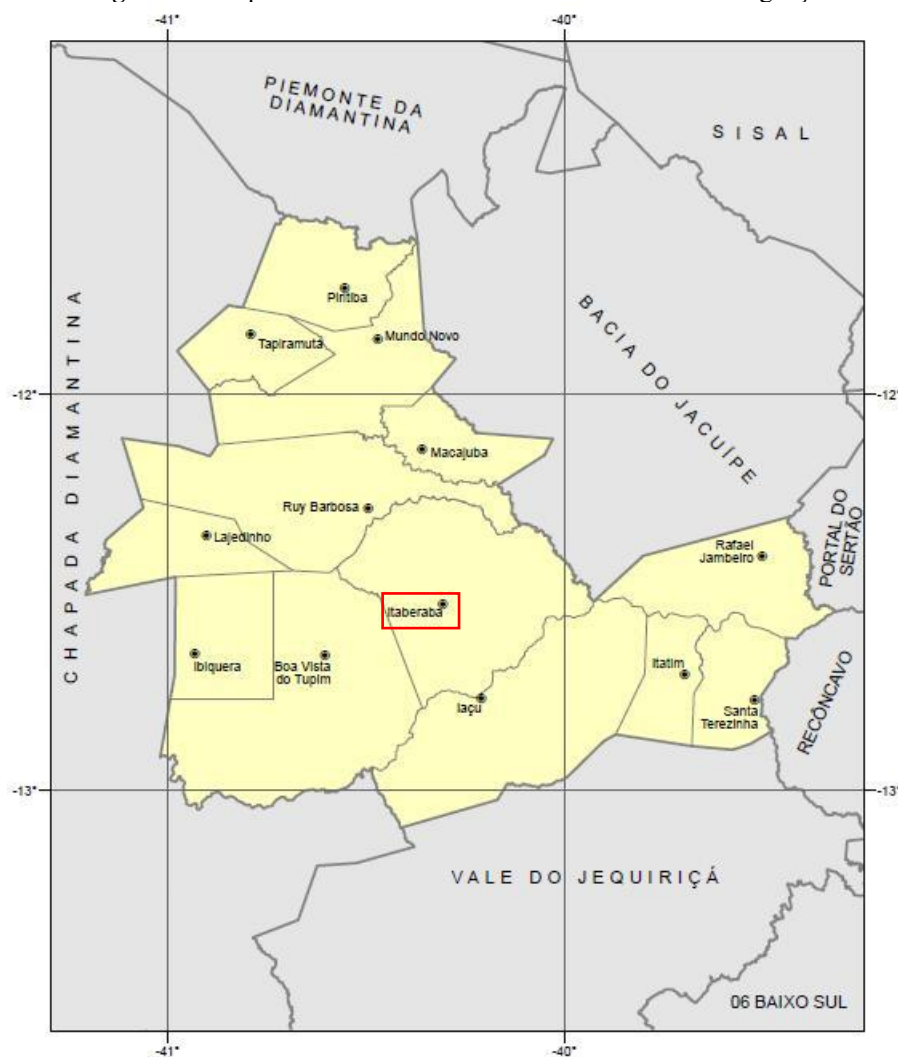 -41°
-40°
PIEMONTE DA
DIAMANTINA
SISAL
CHAPADA DIAMANTINA
BACIA DO JACUÍPE
Piritiba
Tapiramutá
Mundo Novo
-12°
-12°
Macajuba
Ruy Barbosa
Lajedinho
Rafael
Jambeiro
PORTAL DO
SERTÃO
Itaberaba
Ibiquera
Boa Vista
do Tupim
Itatim
Iaçu
Santa
Terezinha
RECÔNCAVO
-13°
-13°
VALE DO JEQUIRIÇÁ
06 BAIXO SUL
-41°
-40°